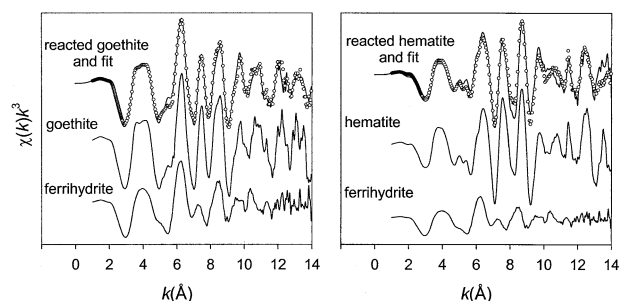 χ(k)k³
reacted goethite
and fit
goethite
ferrihydrite
0 2 4 6 8 10 12 14
k(Å)
reacted hematite
and fit
hematite
ferrihydrite
0 2 4 6 8 10 12 14
k(Å)